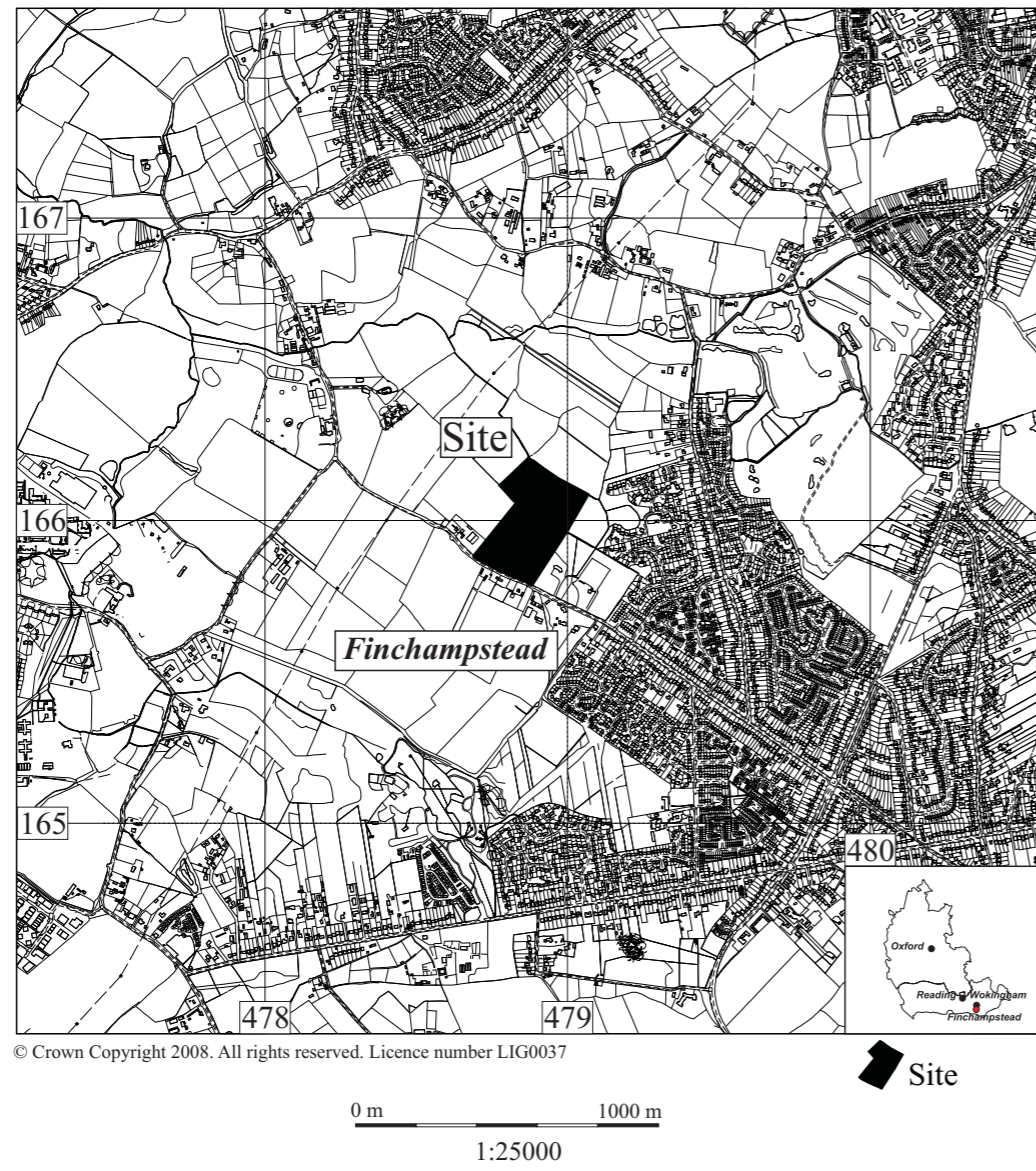 167
Site
166
Finchampstead
165
480
Oxford
Reading
Wokingham
Finchampstead
478
479
© Crown Copyright 2008. All rights reserved. Licence number LIG0037
Site
0 m
1000 m
1:25000